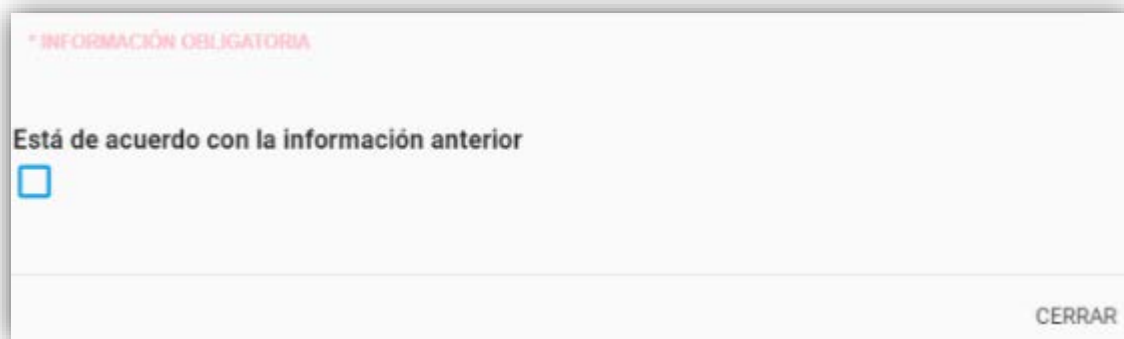 * INFORMACIÓN OBLIGATORIA
Está de acuerdo con la información anterior
CERRAR